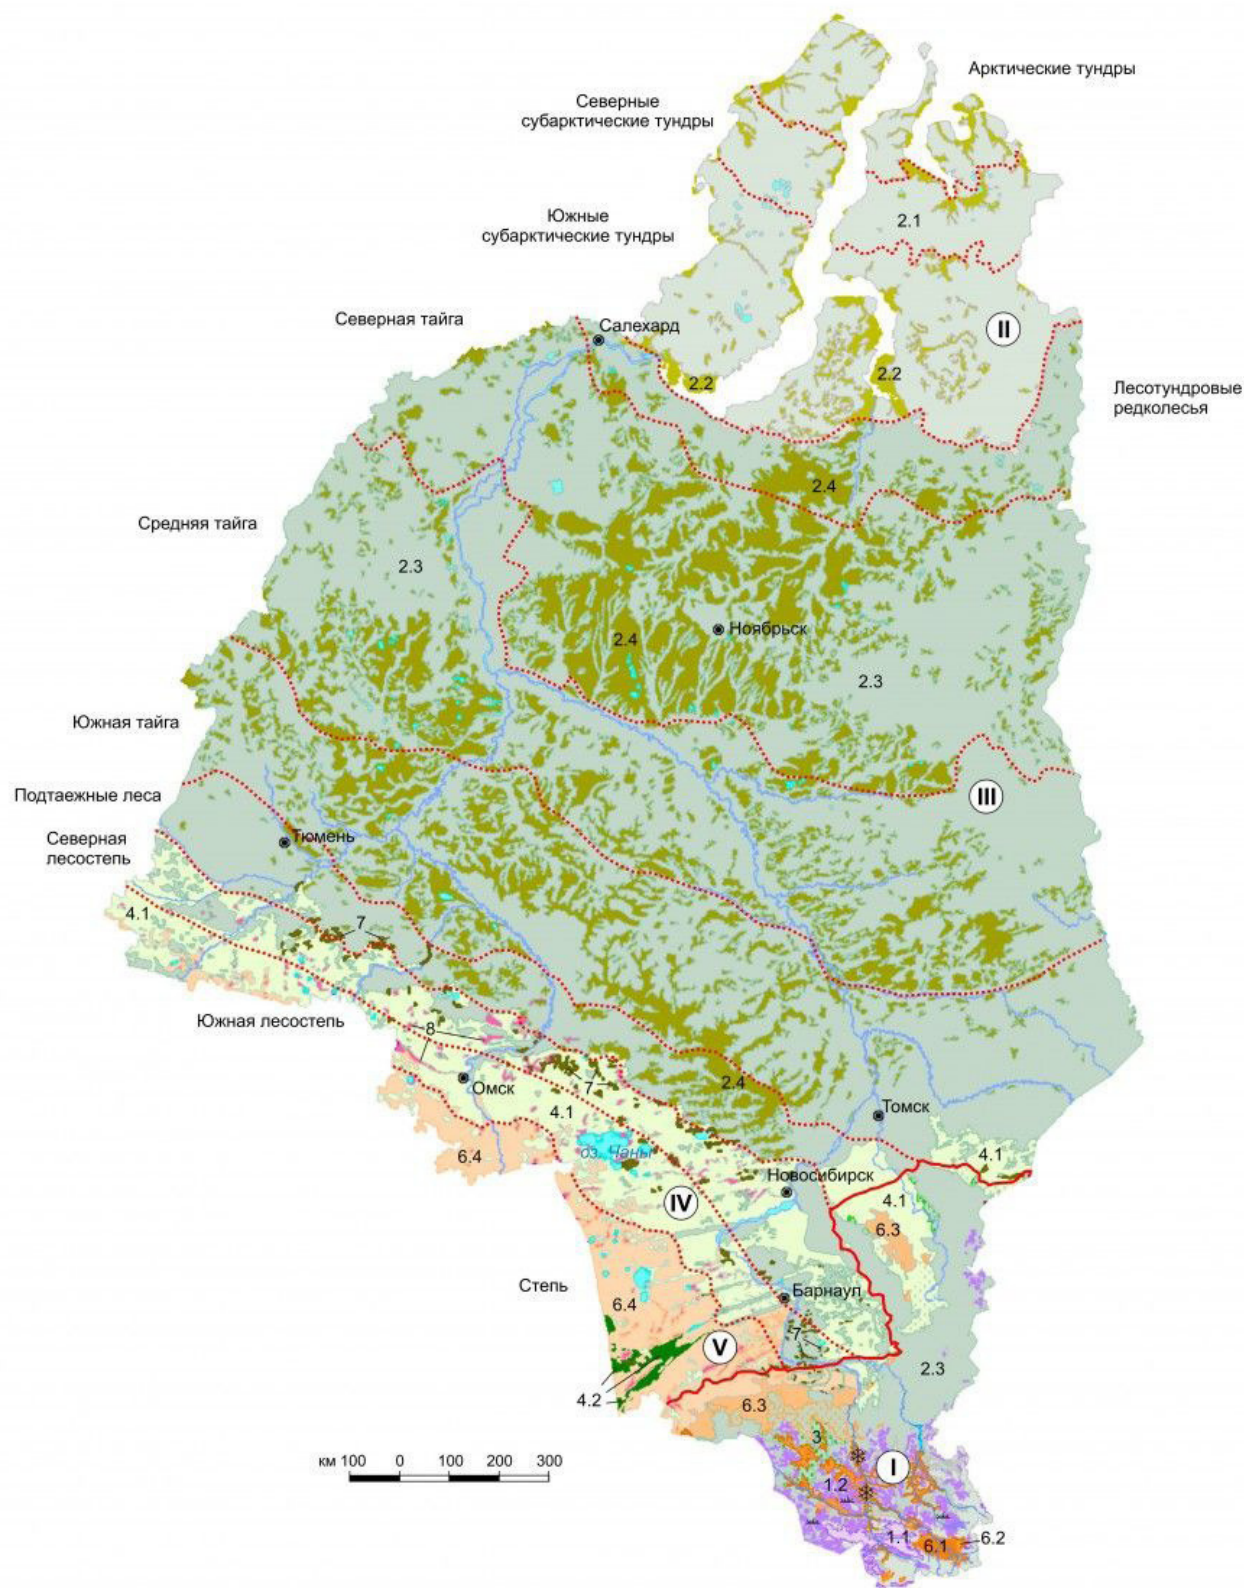 Арктические тундры
Северные
субарктические тундры
2.1
Южные
субарктические тундры
II
Северная тайга
Салехард
2.2
2.2
Лесотундровые
редколесья
2.4
Средняя тайга
2.3
2.4
Ноябрьск
2.3
Южная тайга
Подтаежные леса
III
Северная
лесостепь
Тюмень
4.1
7
Южная лесостепь
8
Омск
7
4.1
2.4
Томск
6.4
оз. Чаны
4.1
Новосибирск
IV
4.1
6.3
Степь
Барнаул
6.4
7
V
2.3
4.2
6.3
3
I
км 100 0 100 200 300
1.2
1.1
6.1
6.2